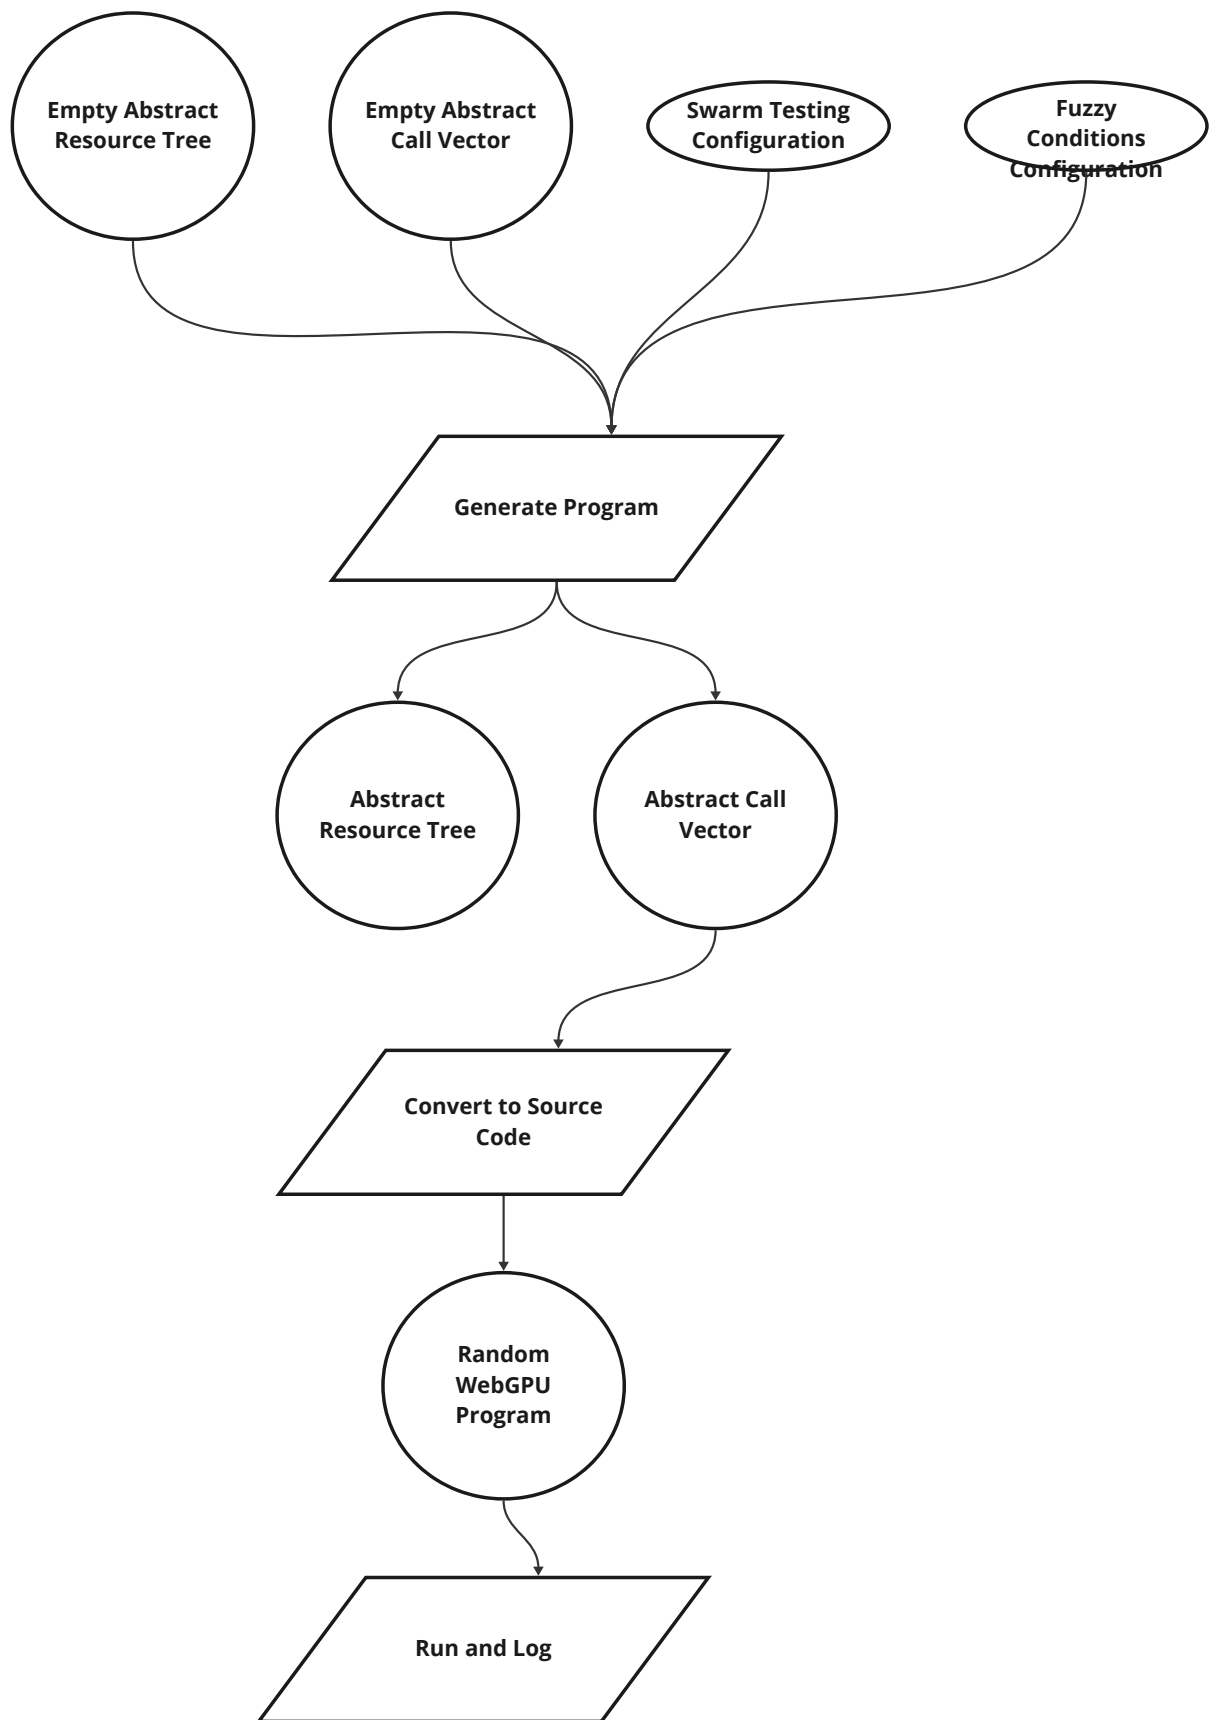 Empty Abstract
Resource Tree
Empty Abstract
Call Vector
Swarm Testing
Configuration
Fuzzy
Conditions
Configuration
Generate Program
Abstract
Resource Tree
Abstract Call
Vector
Convert to Source
Code
Random
WebGPU
Program
Run and Log